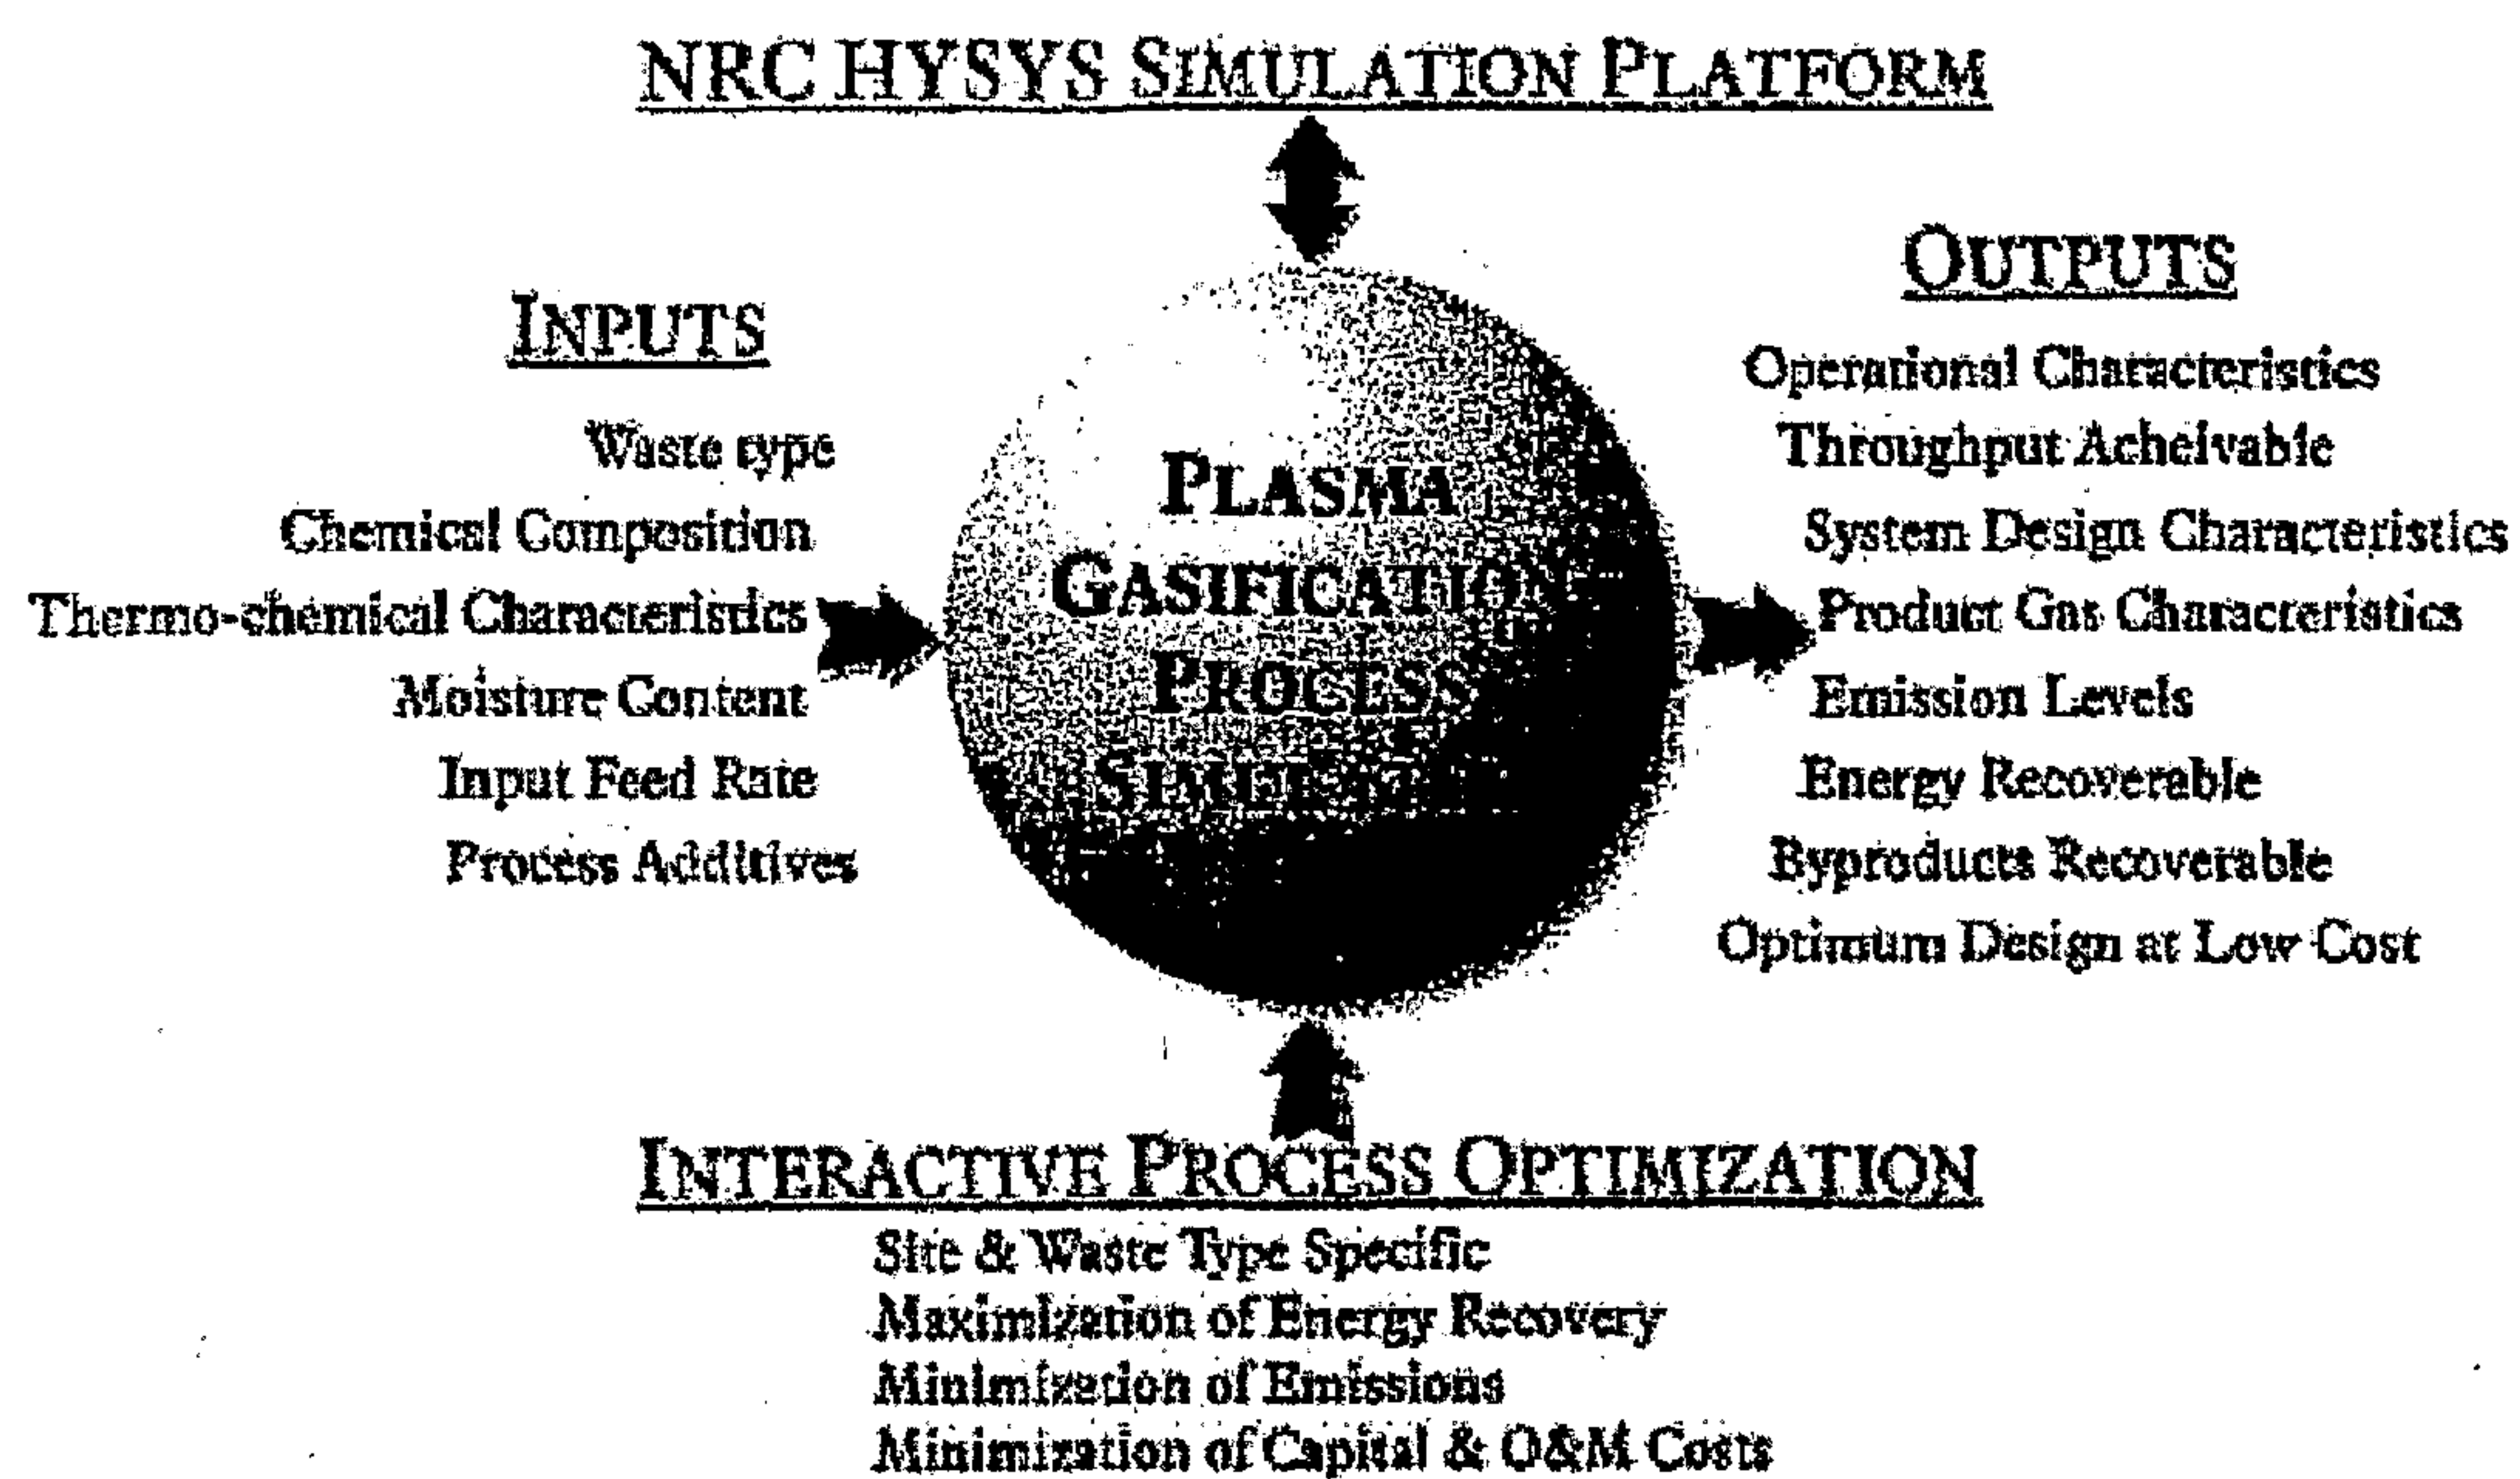 NRC HYSYS SIMULATION PLATFORM
INPUTS
Waste type
Chemical Composition
Thermo-chemical Characteristics
Moisture Content
Input Feed Rate
Process Additives
PLASMA
GASIFICATION
PROCESS
OUTPUTS
Operational Characteristics
Throughput Acheivable
System Design Characteristics
Product Gas Characteristics
Emission Levels
Energy Recoverable
Byproducts Recoverable
Optimum Design at Low Cost
INTERACTIVE PROCESS OPTIMIZATION
Site & Waste Type Specific
Maximization of Energy Recovery
Minimization of Emissions
Minimization of Capital & O&M Costs